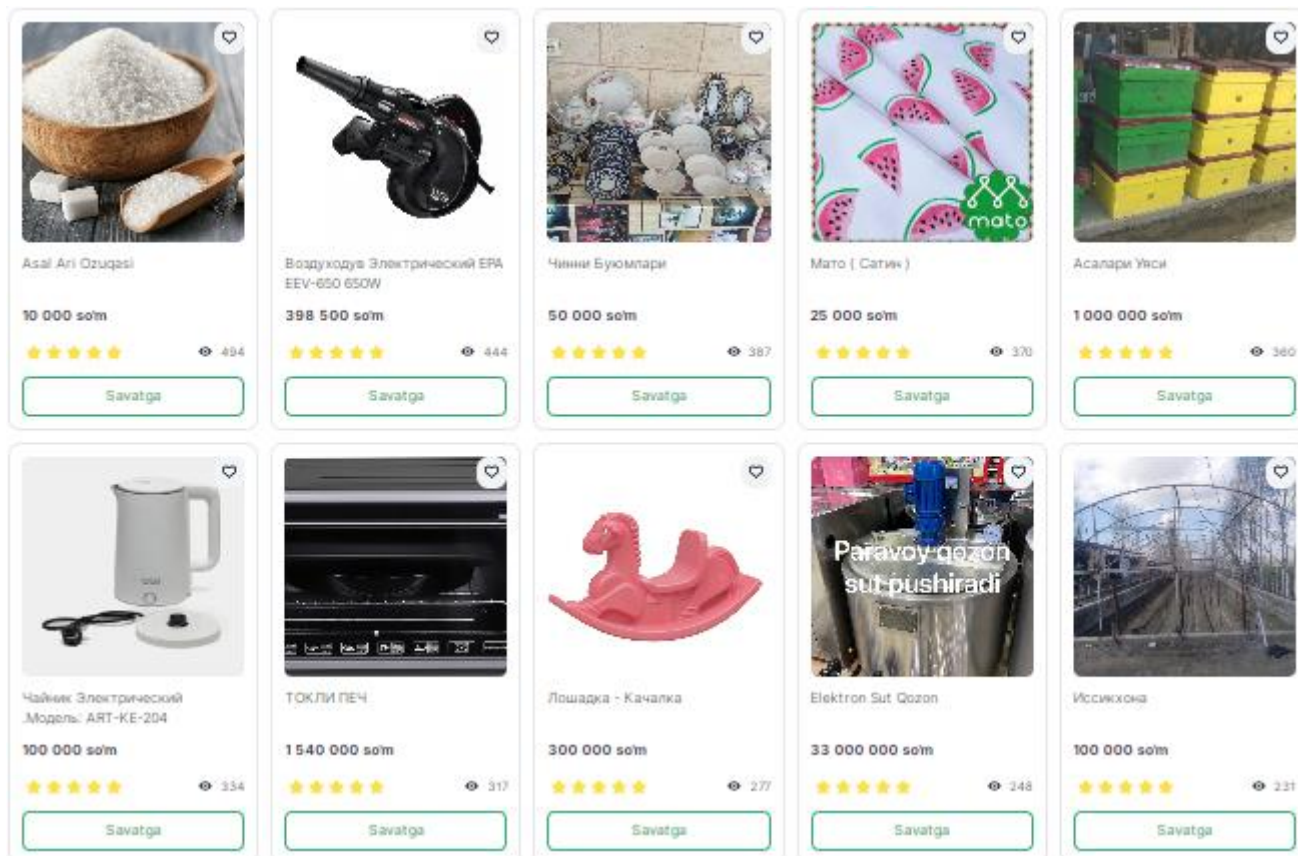 mato
Asal Ari Ozuqasi
Воздуходув Электрический EPA
EEV-650 650W
Чинни Буюмлари
Мато ( Сатин )
Асалари Уяси
10 000 so'm
398 500 so'm
50 000 so'm
25 000 so'm
1 000 000 so'm
494
444
387
370
360
Savatga
Savatga
Savatga
Savatga
Savatga
Paravoy qozon
sut pushiradi
Чайник Электрический
.Модель: ART-KE-204
ТОКЛИ ПЕЧ
Лошадка - Качалка
Elektron Sut Qozon
Иссикхона
100 000 so'm
1 540 000 so'm
300 000 so'm
33 000 000 so'm
100 000 so'm
334
317
277
248
231
Savatga
Savatga
Savatga
Savatga
Savatga